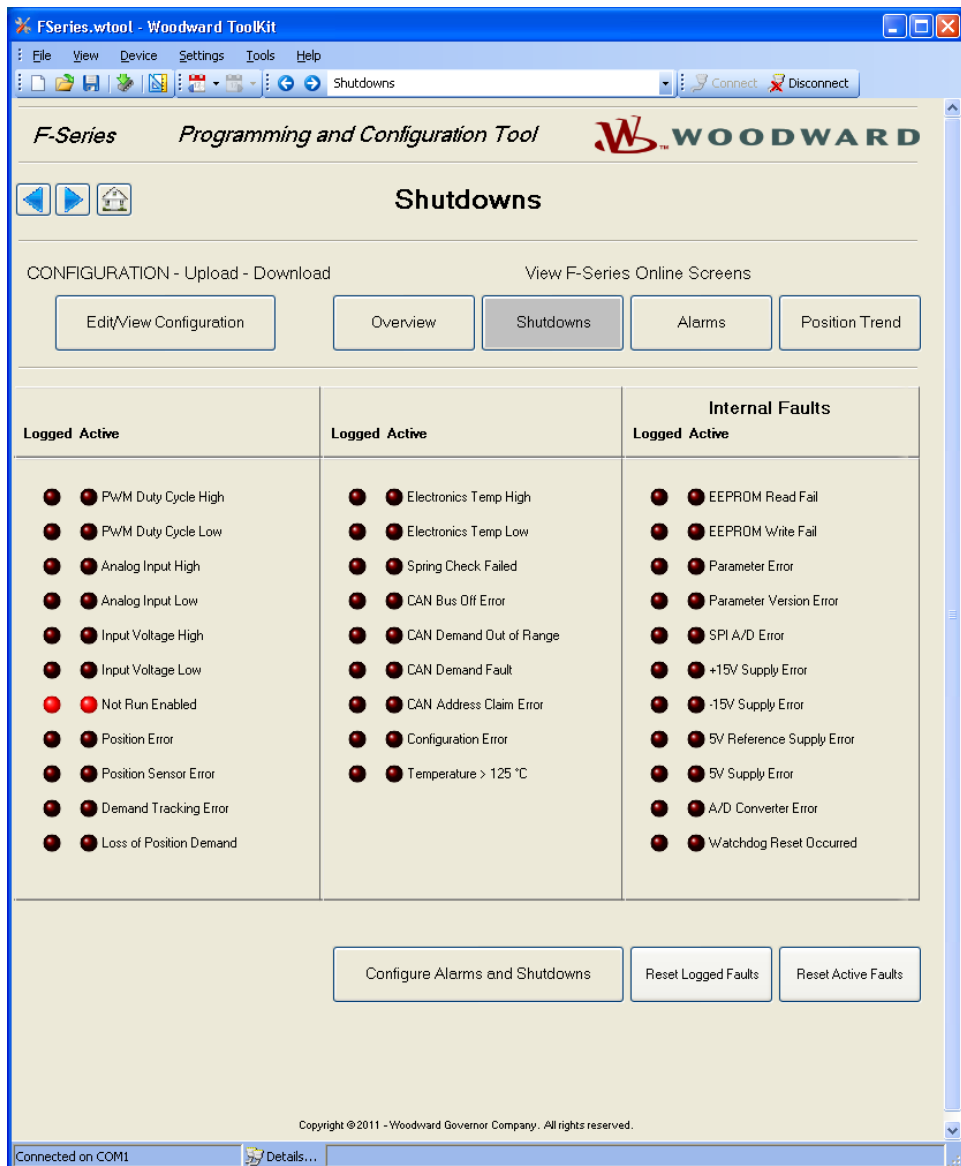 FSeries.wtool - Woodward ToolKit
File View Device Settings Tools Help
Shutdowns Connect Disconnect
F-Series Programming and Configuration Tool WOODWARD
Shutdowns
CONFIGURATION - Upload - Download View F-Series Online Screens
Edit/View Configuration Overview Shutdowns Alarms Position Trend
Internal Faults
Logged Active Logged Active Logged Active
PWM Duty Cycle High Electronics Temp High EEPROM Read Fail
PWM Duty Cycle Low Electronics Temp Low EEPROM Write Fail
Analog Input High Spring Check Failed Parameter Error
Analog Input Low CAN Bus Off Error Parameter Version Error
Input Voltage High CAN Demand Out of Range SPI A/D Error
Input Voltage Low CAN Demand Fault +15V Supply Error
Not Run Enabled CAN Address Claim Error -15V Supply Error
Position Error Configuration Error 5V Reference Supply Error
Position Sensor Error Temperature > 125 °C 5V Supply Error
Demand Tracking Error A/D Converter Error
Loss of Position Demand Watchdog Reset Occurred
Configure Alarms and Shutdowns Reset Logged Faults Reset Active Faults
Copyright © 2011 - Woodward Governor Company. All rights reserved.
Connected on COM1 Details...